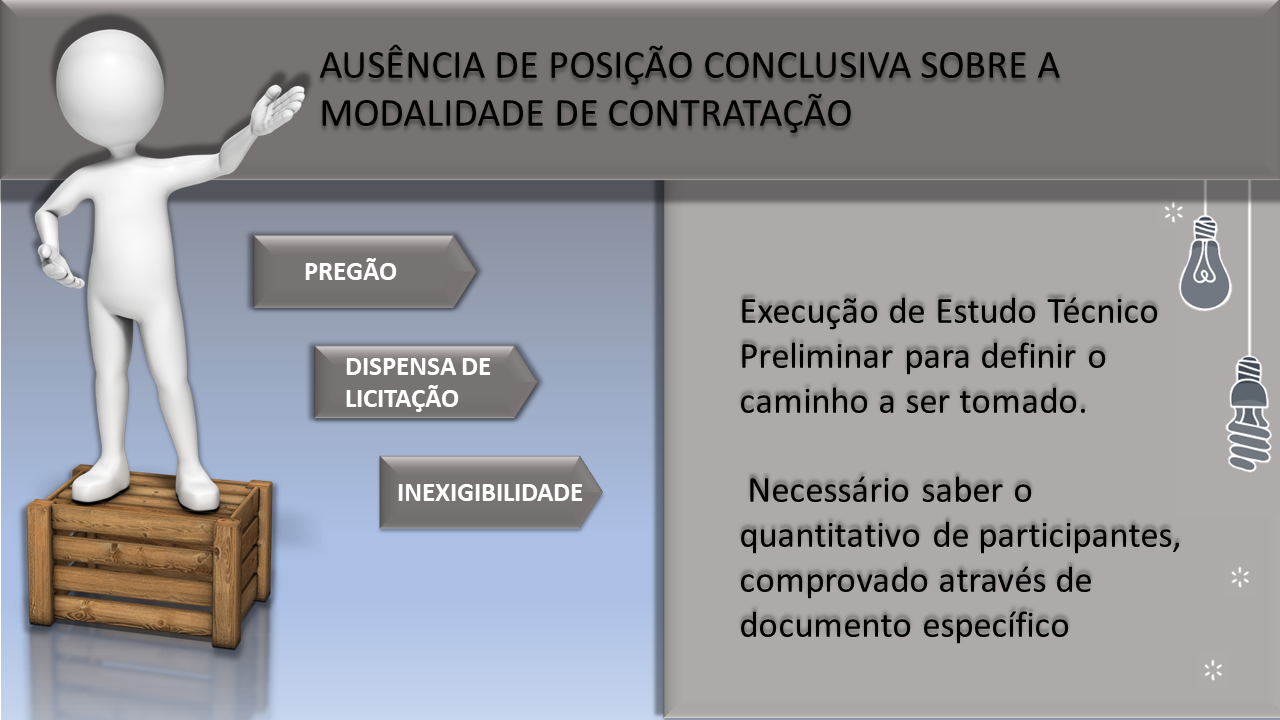 AUSÊNCIA DE POSIÇÃO CONCLUSIVA SOBRE A
MODALIDADE DE CONTRATAÇÃO
PREGÃO
DISPENSA DE
LICITAÇÃO
INEXIGIBILIDADE
Execução de Estudo Técnico
Preliminar para definir o
caminho a ser tomado.
Necessário saber o
quantitativo de participantes,
comprovado através de
documento específico